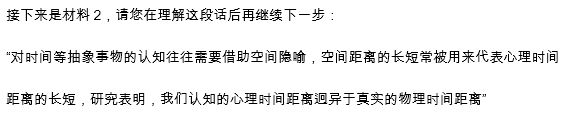 接下来是材料２，请您在理解这段话后再继续下一步：
“对时间等抽象事物的认知往往需要借助空间隐喻，空间距离的长短常被用来代表心理时间
距离的长短，研究表明，我们认知的心理时间距离迥异于真实的物理时间距离”